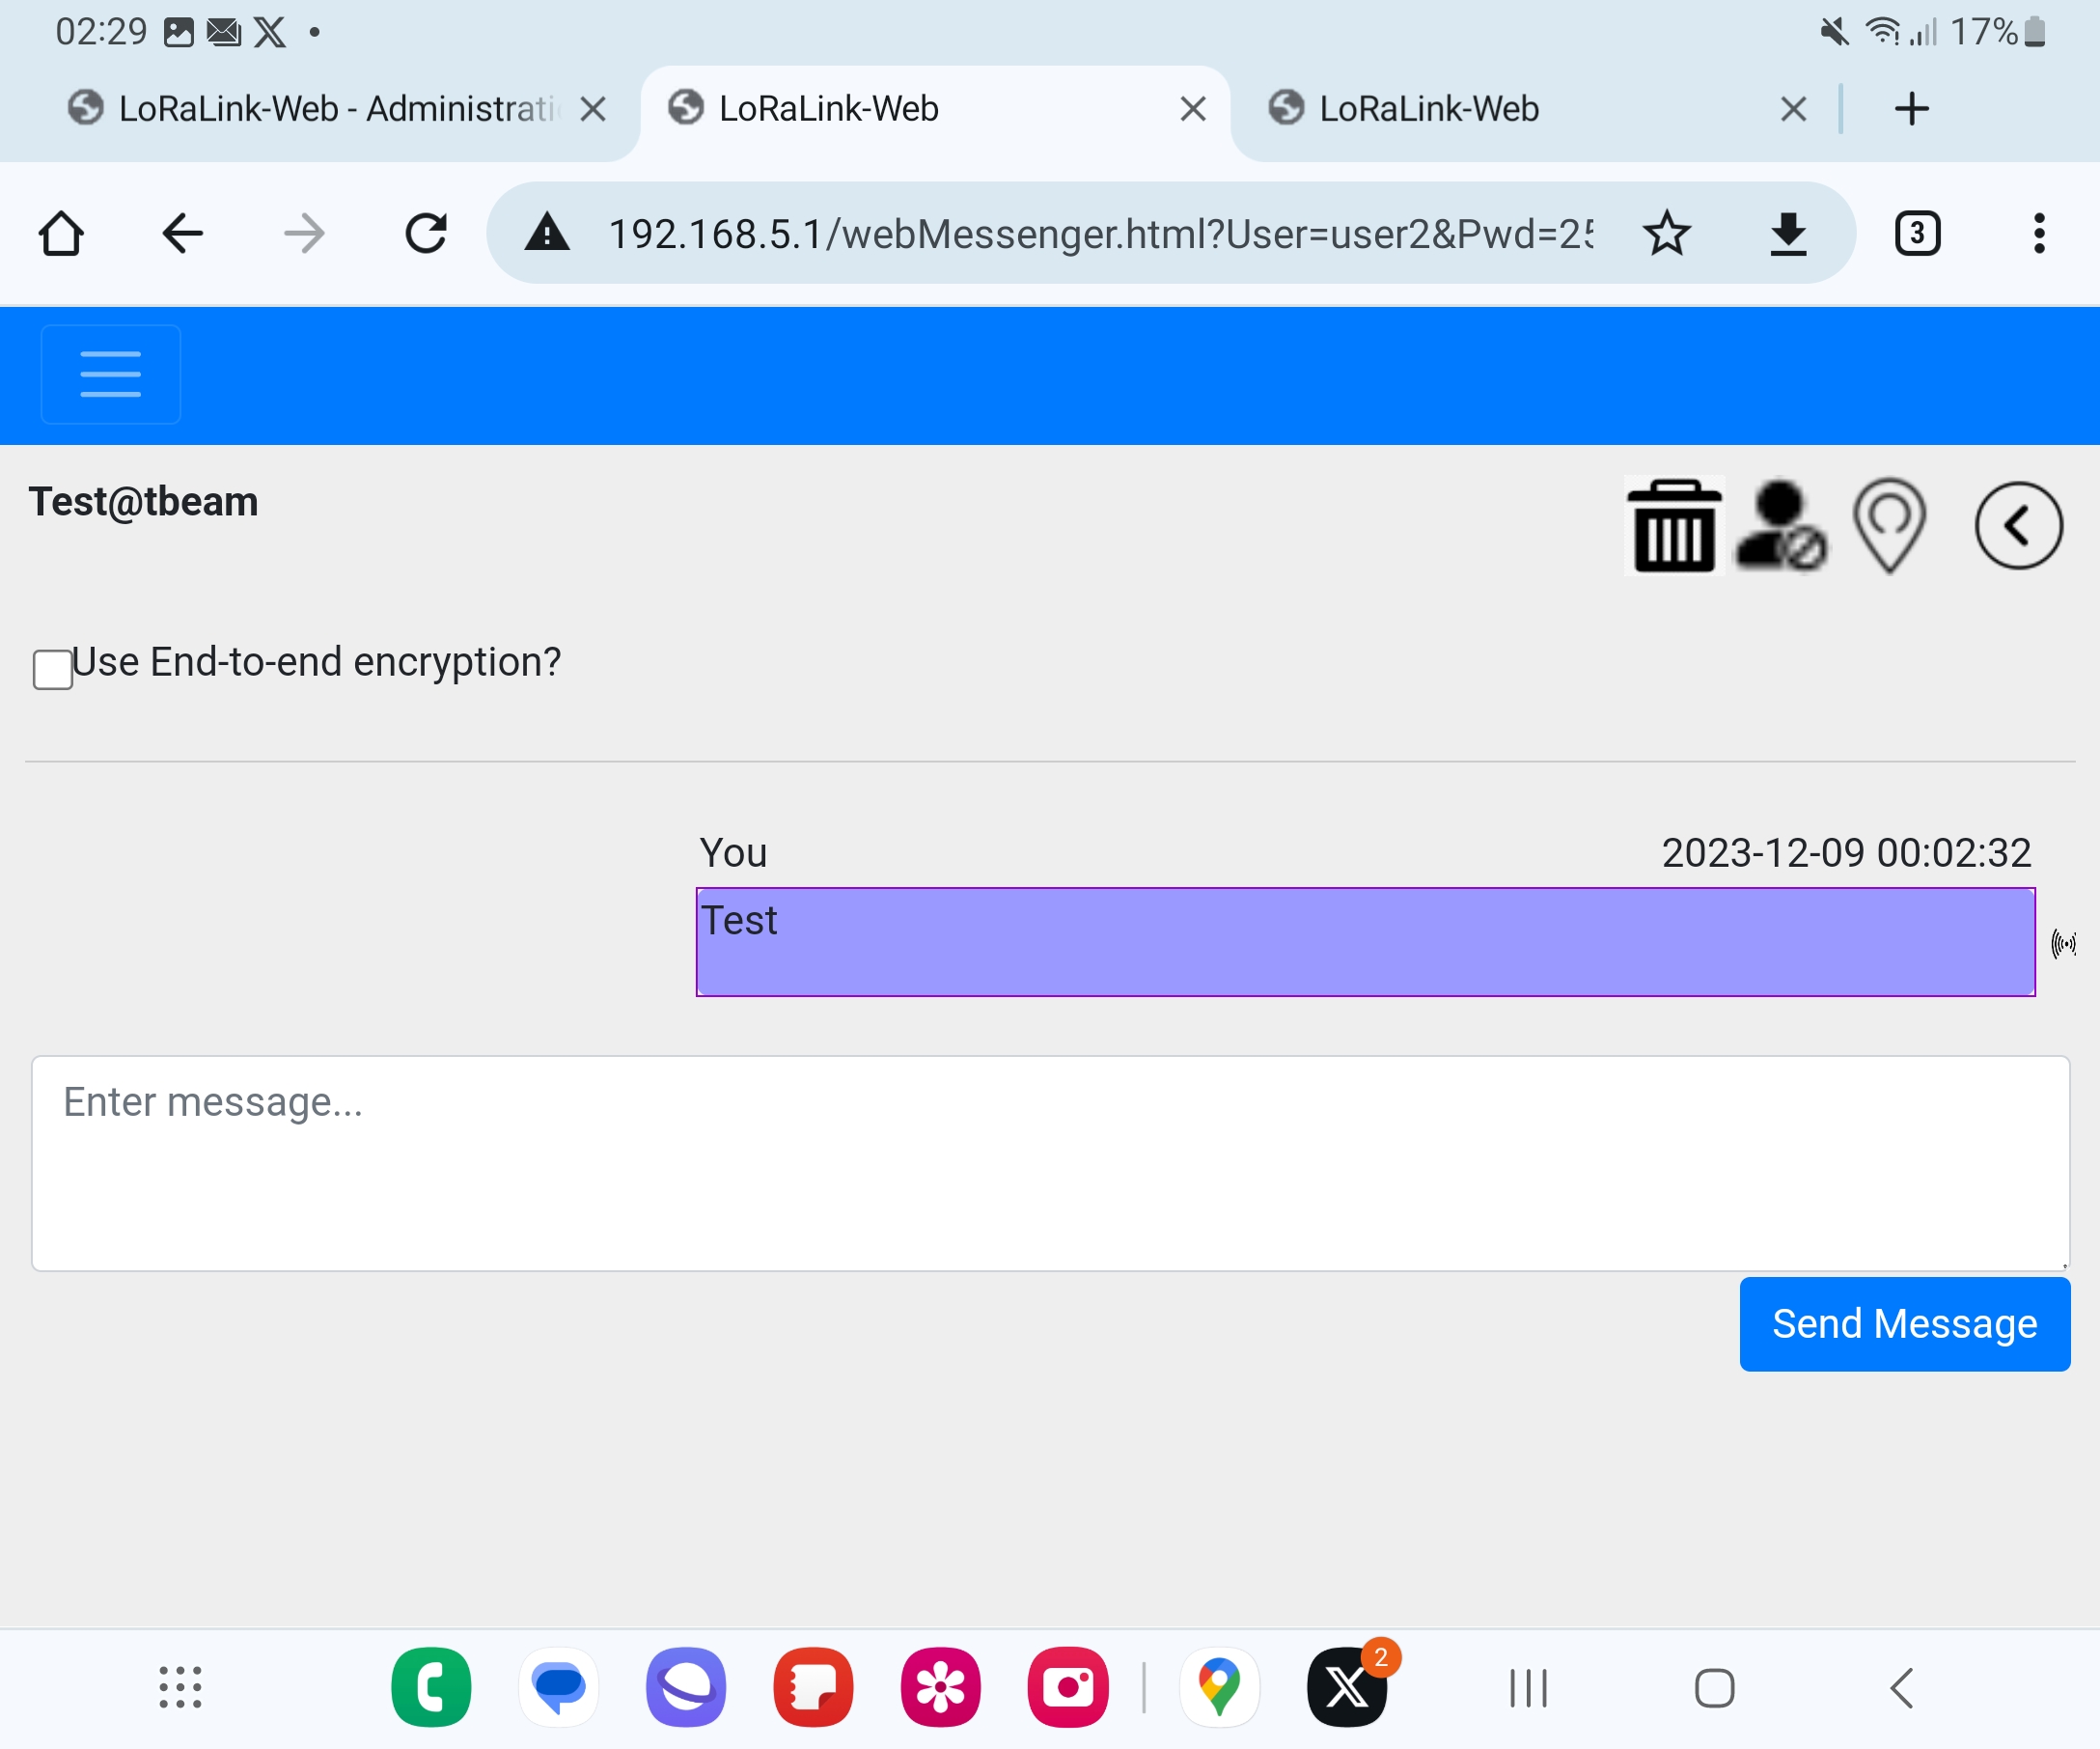 02:29
17%
LoRaLink-Web - Administrati
LoRaLink-Web
LoRaLink-Web
192.168.5.1/webMessenger.html?User=user2&Pwd=25
3
Test@tbeam
Use End-to-end encryption?
You 2023-12-09 00:02:32
Test
Enter message...
Send Message
2